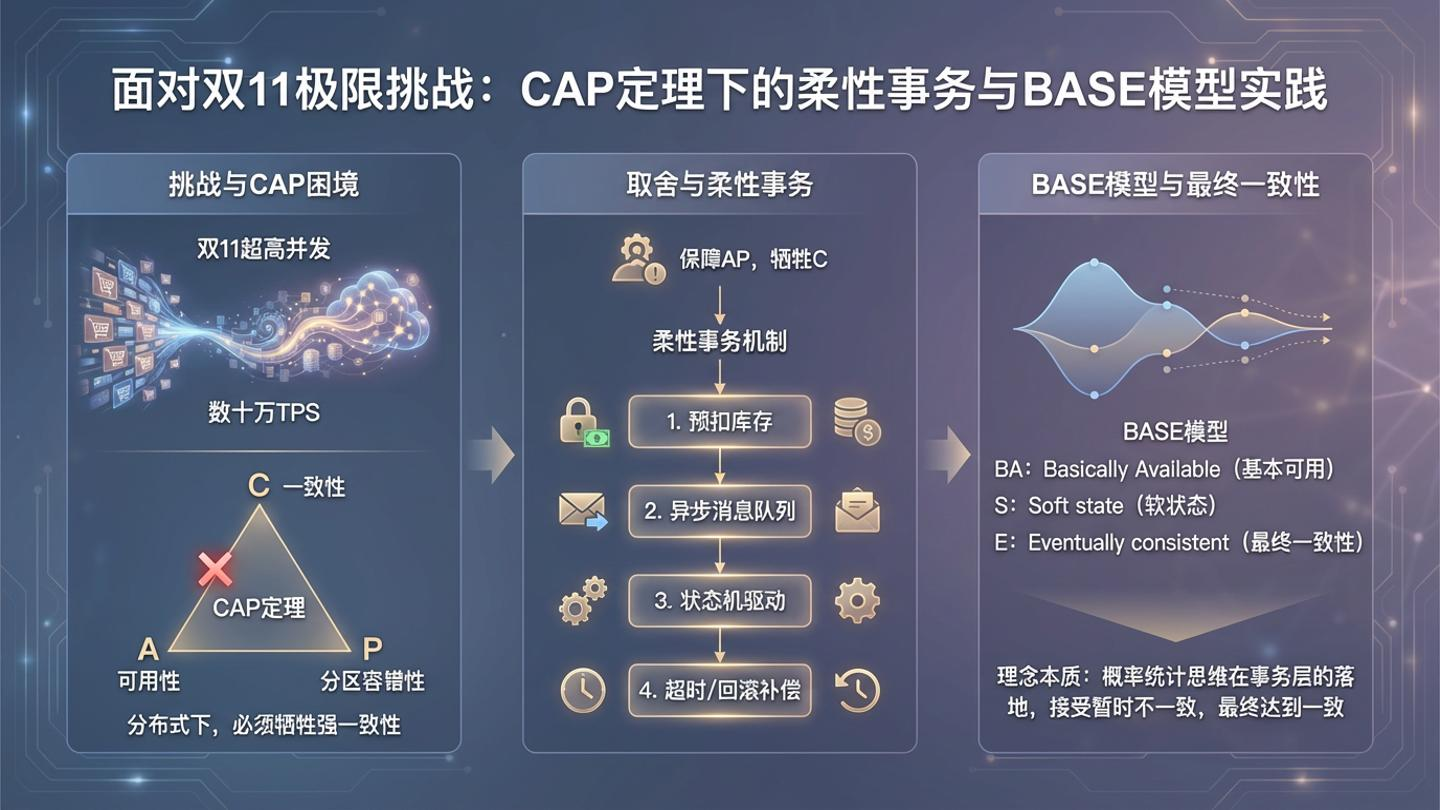 面对双11极限挑战：CAP定理下的柔性事务与BASE模型实践
挑战与CAP困境
双11超高并发
数十万TPS
C 一致性
CAP定理
A
可用性
P
分区容错性
分布式下，必须牺牲强一致性
取舍与柔性事务
保障AP，牺牲C
柔性事务机制
1. 预扣库存
2. 异步消息队列
3. 状态机驱动
4. 超时/回滚补偿
BASE模型与最终一致性
BASE模型
BA：Basically Available（基本可用）
S：Soft state（软状态）
E：Eventually consistent（最终一致性）
理念本质：概率统计思维在事务层的落
地，接受暂时不一致，最终达到一致